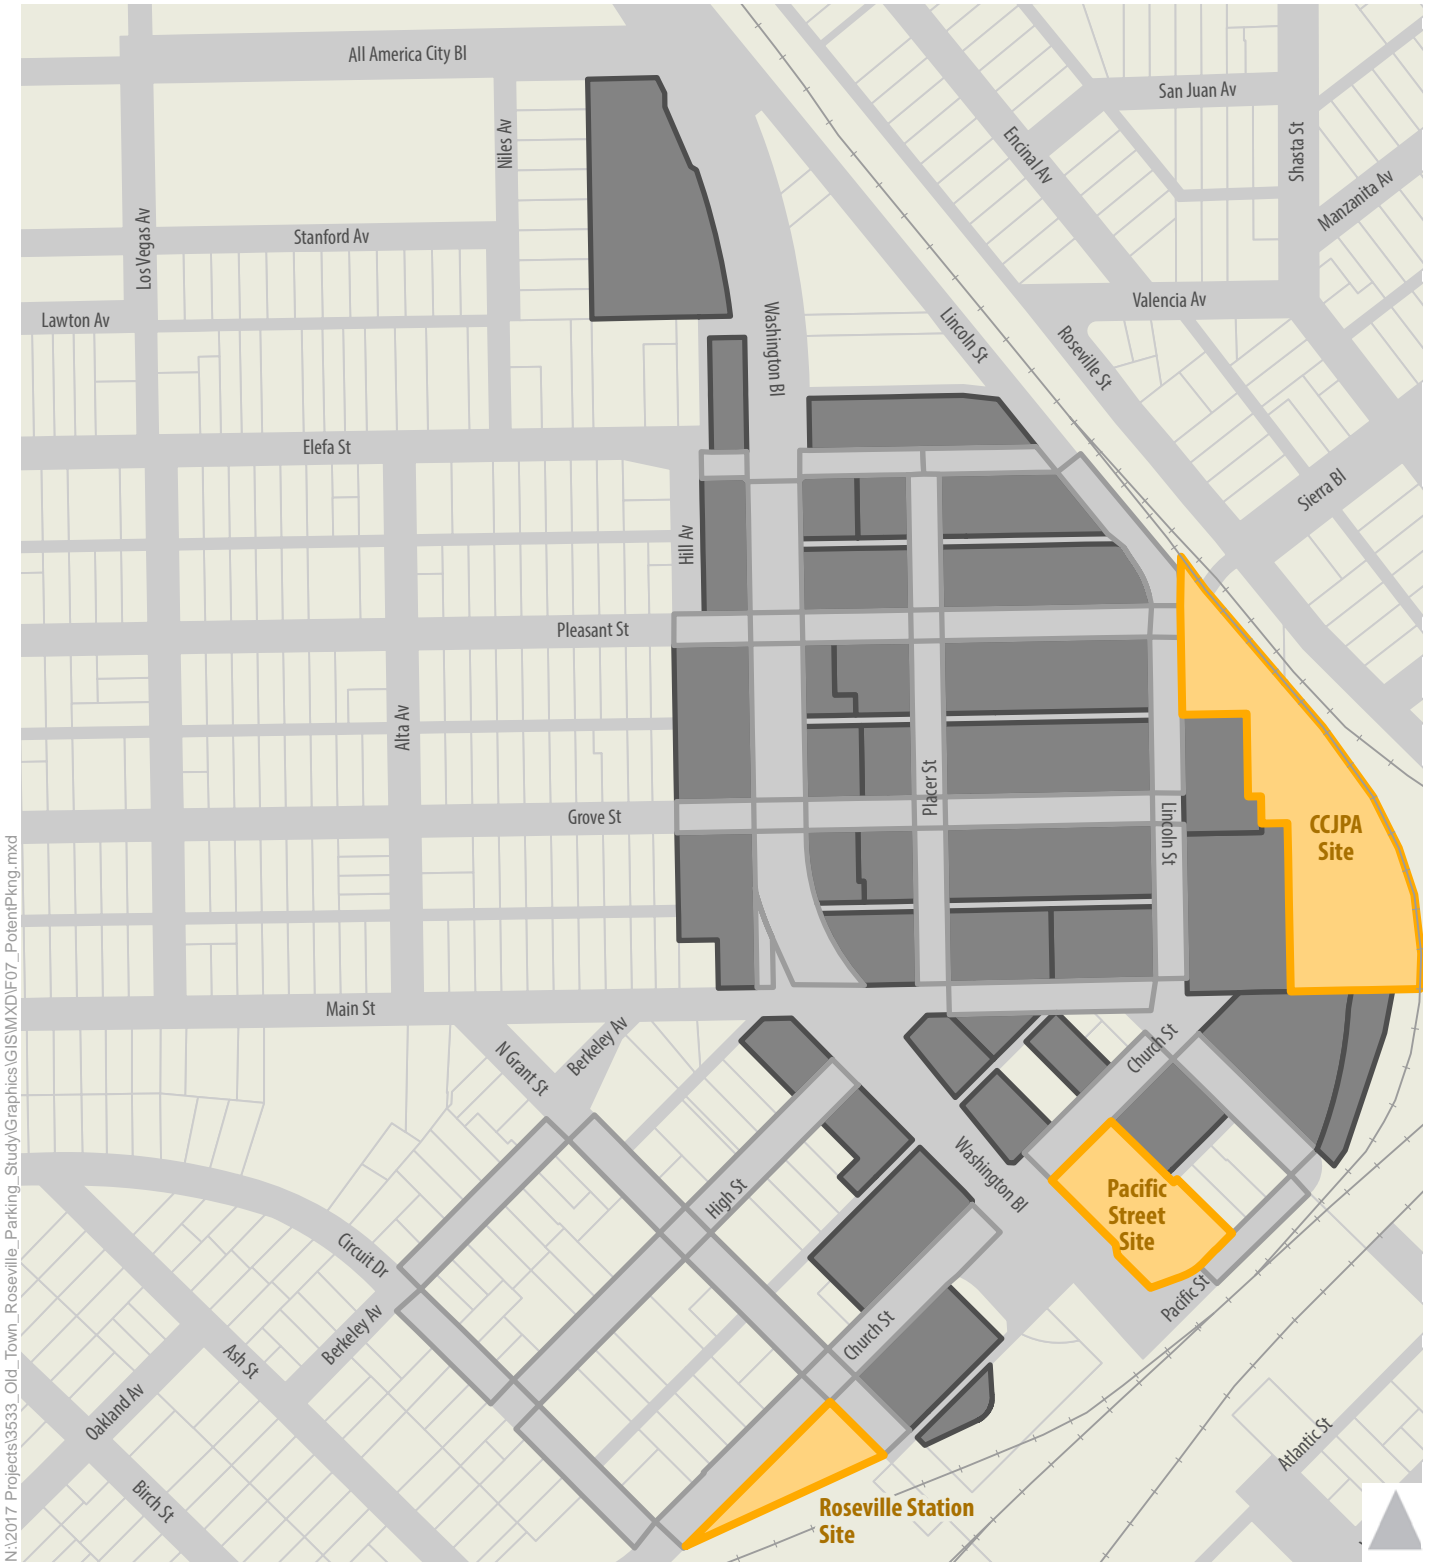 All America City Bl
San Juan Av
Niles Av
Encinal Av
Shasta St
Manzanita Av
Los Vegas Av
Stanford Av
Lawton Av
Valencia Av
Washington Bl
Lincoln St
Roseville St
Elefa St
Sierra Bl
Hill Av
Pleasant St
Alta Av
Placer St
Grove St
Lincoln St
CCJPA
Site
Main St
N Grant St
Berkeley Av
Church St
Washington Bl
High St
Pacific
Street
Site
Circuit Dr
Pacific St
Church St
Berkeley Av
Ash St
Oakland Av
Birch St
Atlantic St
Roseville Station
Site
N:\2017 Projects\3533_Old_Town_Roseville_Parking_Study\Graphics\GIS\MXD\F07_PotentPkng.mxd